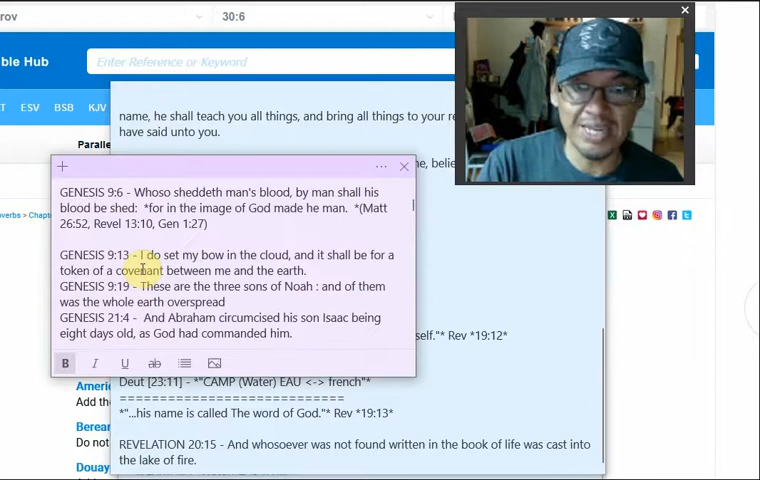 rov
30:6
ble Hub
Enter Reference or Keyword
ESV BSB KJV
name, he shall teach you all things, and bring all things to your
have said unto you.
Paralle
GENESIS 9:6 - Whoso sheddeth man's blood, by man shall his
blood be shed: *for in the image of God made he man. *(Matt
26:52, Revel 13:10, Gen 1:27)
overbs > Chapt
GENESIS 9:13 - I do set my bow in the cloud, and it shall be for a
token of a covenant between me and the earth.
GENESIS 9:19 - These are the three sons of Noah : and of them
was the whole earth overspread
GENESIS 21:4 - And Abraham circumcised his son Isaac being
eight days old, as God had commanded him.
self."* Rev *19:12*
B I U ab
Deut [23:11] - *"CAMP (Water) EAU <-> french"*
Americ
Add th
============================
*"...his name is called The word of God."* Rev *19:13*
Berean
Do not
REVELATION 20:15 - And whosoever was not found written in the book of life was cast into
the lake of fire.
Douay